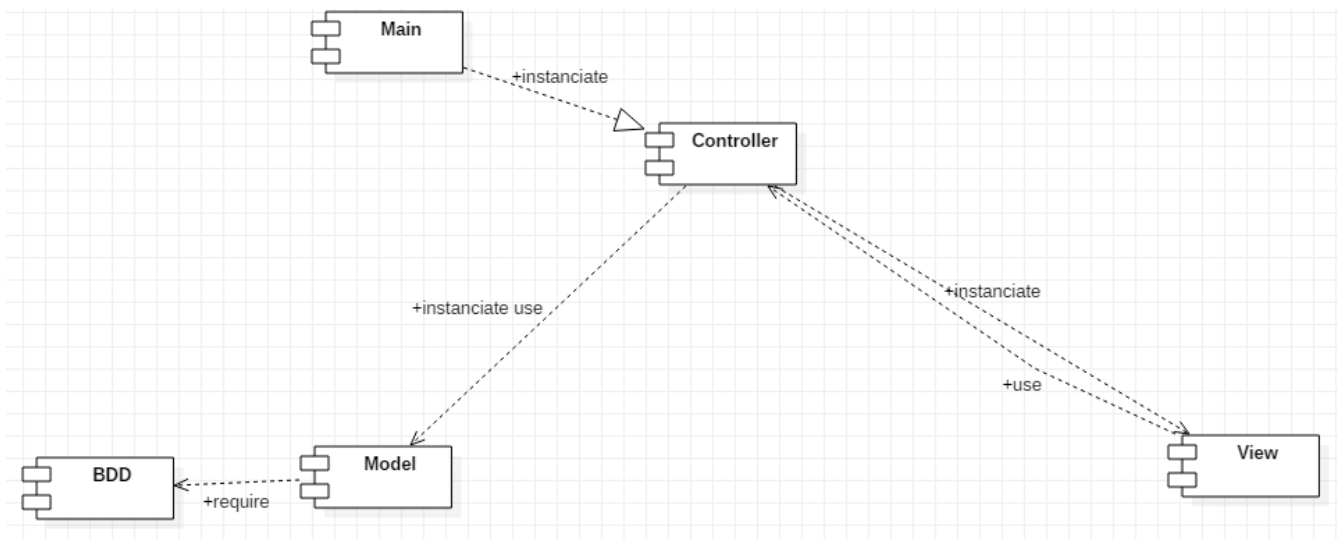 Main
+instanciate
Controller
+instanciate
+instanciate use
+use
View
Model
BDD
+require